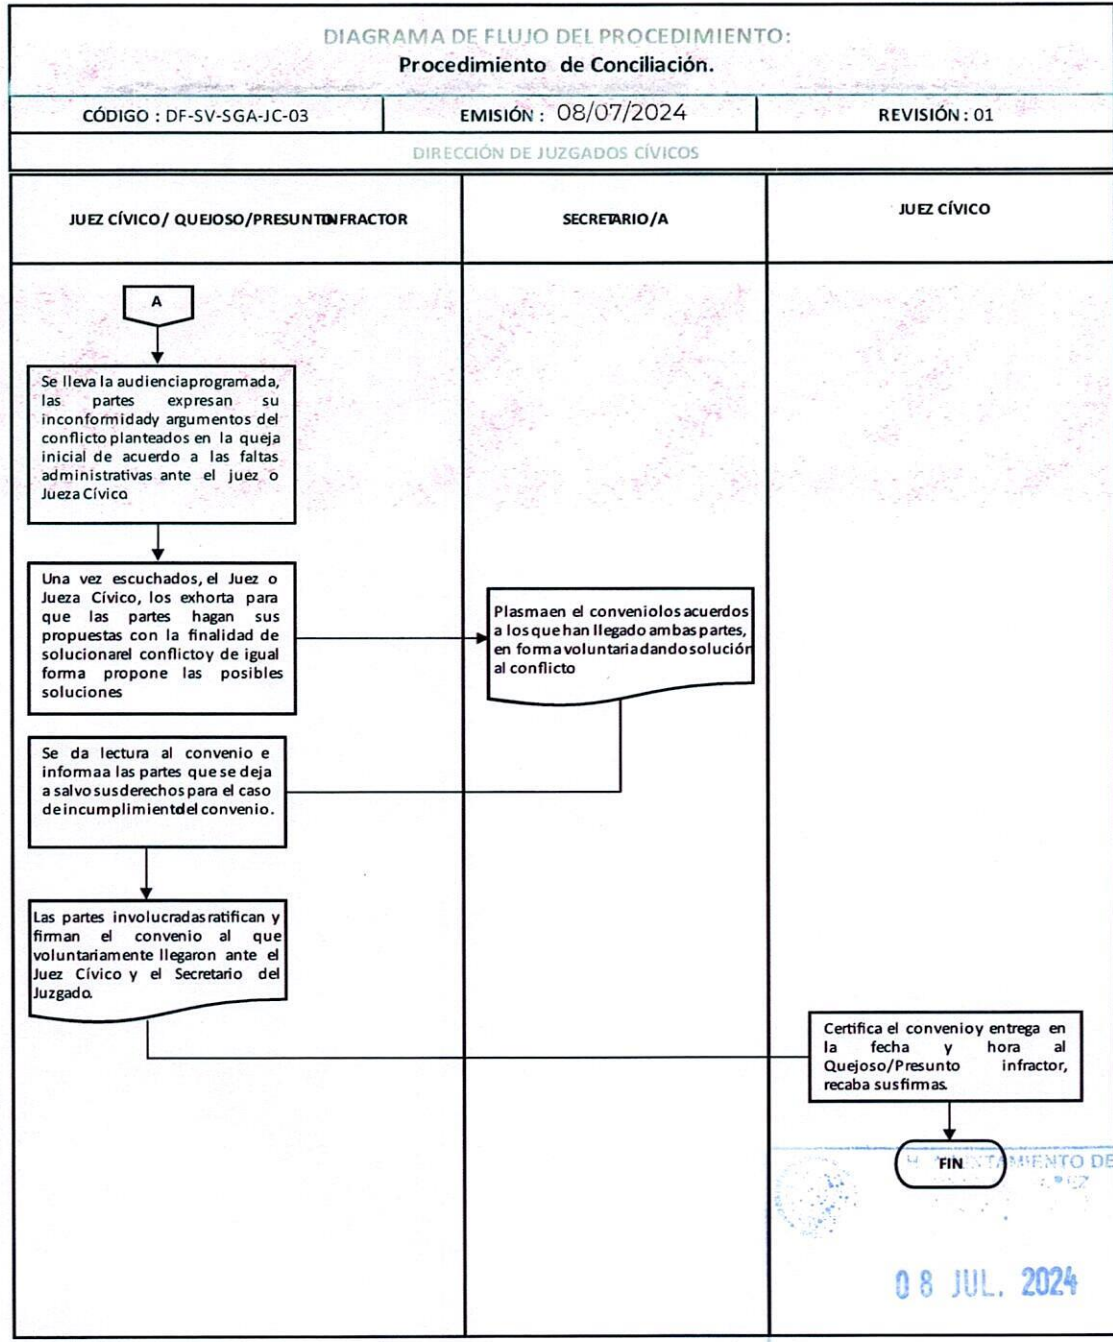 DIAGRAMA DE FLUJO DEL PROCEDIMIENTO:
Procedimiento de Conciliación.
CÓDIGO : DF-SV-SGA-JC-03
EMISIÓN : 08/07/2024
REVISIÓN : 01
DIRECCIÓN DE JUZGADOS CÍVICOS
JUEZ CÍVICO/ QUEJOSO/PRESUNTO INFRACTOR
SECRETARIO/A
JUEZ CÍVICO
A
Se lleva la audiencia programada,
las partes expresan su
inconformidad y argumentos del
conflicto planteados en la queja
inicial de acuerdo a las faltas
administrativas ante el juez o
Jueza Cívico.
Una vez escuchados, el Juez o
Jueza Cívico, los exhorta para
que las partes hagan sus
propuestas con la finalidad de
solucionar el conflicto y de igual
forma propone las posibles
soluciones
Plasma en el convenio los acuerdos
a los que han llegado ambas partes,
en forma voluntaria dando solución
al conflicto
Se da lectura al convenio e
informa a las partes que se deja
a salvo sus derechos para el caso
de incumplimiento del convenio.
Las partes involucradas ratifican y
firman el convenio al que
voluntariamente llegaron ante el
Juez Cívico y el Secretario del
Juzgado.
Certifica el convenio y entrega en
la fecha y hora al
Quejoso/Presunto infractor,
recaba sus firmas.
FIN
H. AYUNTAMIENTO DE
08 JUL. 2024